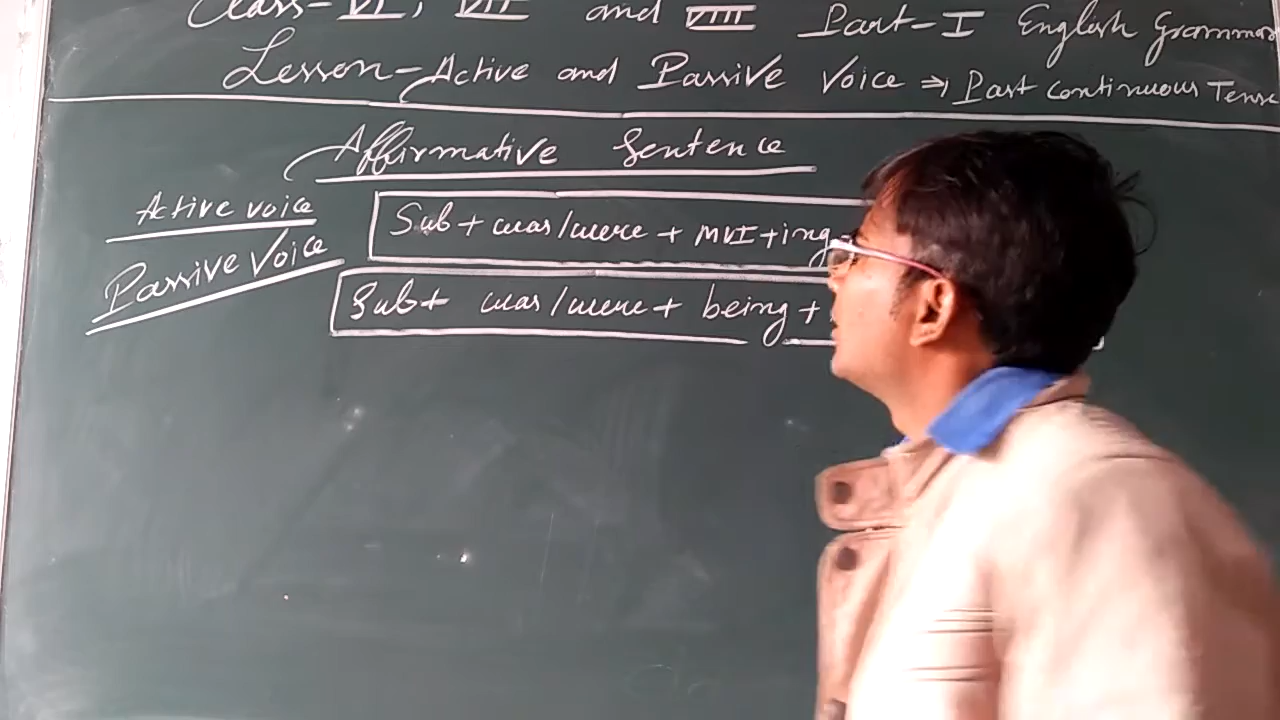 Class-VI, VII and VIII Part-I English Grammar
Lesson-Active and Passive Voice ⇒ Past continuous Tense
Affirmative Sentence
Active voice
Sub + was/were + MVI+ing
Passive Voice
Sub+ was/were + being +